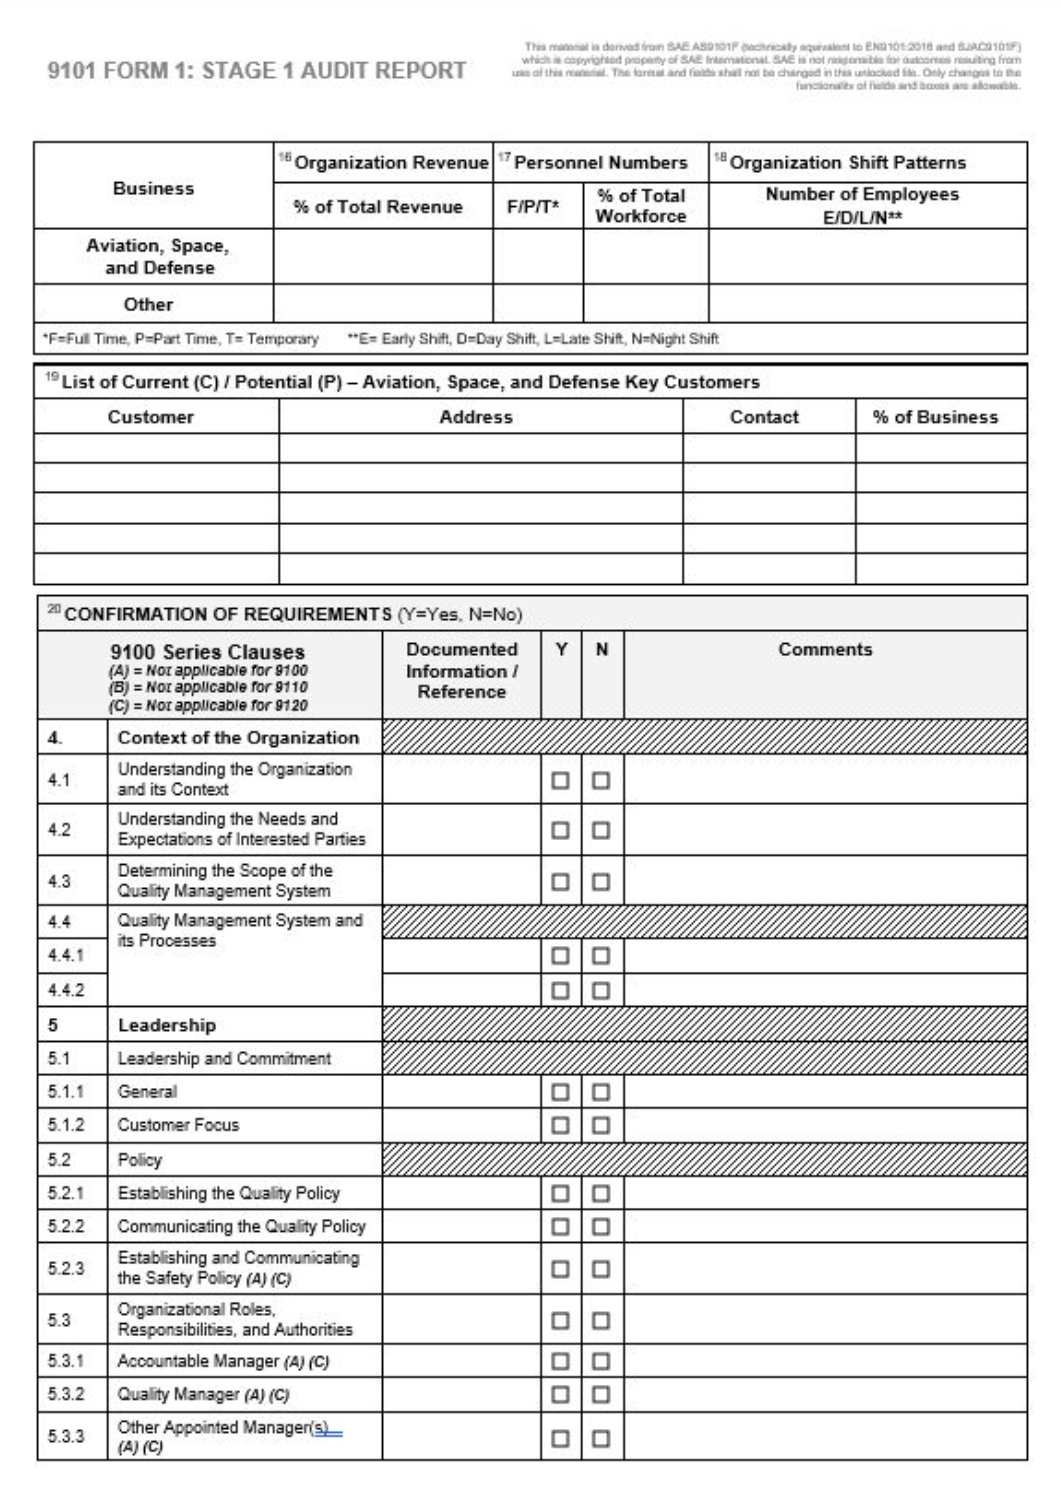 9101 FORM 1: STAGE 1 AUDIT REPORT
This material is derived from SAE AS9101F (technically equivalent to EN9101:2018 and SJAC9101F)
which is copyrighted property of SAE International. SAE is not responsible for outcomes resulting from
use of this material. The format and fields shall not be changed in this unlocked file. Only changes to the
functionality of fields and boxes are allowable.
Business
16 Organization Revenue
17 Personnel Numbers
18 Organization Shift Patterns
% of Total Revenue
F/P/T*
% of Total
Workforce
Number of Employees
E/D/L/N**
Aviation, Space,
and Defense
Other
*F=Full Time, P=Part Time, T= Temporary **E= Early Shift, D=Day Shift, L=Late Shift, N=Night Shift
19 List of Current (C) / Potential (P) – Aviation, Space, and Defense Key Customers
Customer
Address
Contact
% of Business
20 CONFIRMATION OF REQUIREMENTS (Y=Yes, N=No)
9100 Series Clauses
(A) = Not applicable for 9100
(B) = Not applicable for 9110
(C) = Not applicable for 9120
Documented
Information /
Reference
Y
N
Comments
4. Context of the Organization
4.1 Understanding the Organization
and its Context
4.2 Understanding the Needs and
Expectations of Interested Parties
4.3 Determining the Scope of the
Quality Management System
4.4 Quality Management System and
its Processes
4.4.1
4.4.2
5 Leadership
5.1 Leadership and Commitment
5.1.1 General
5.1.2 Customer Focus
5.2 Policy
5.2.1 Establishing the Quality Policy
5.2.2 Communicating the Quality Policy
5.2.3 Establishing and Communicating
the Safety Policy (A) (C)
5.3 Organizational Roles,
Responsibilities, and Authorities
5.3.1 Accountable Manager (A) (C)
5.3.2 Quality Manager (A) (C)
5.3.3 Other Appointed Manager(s)
(A) (C)